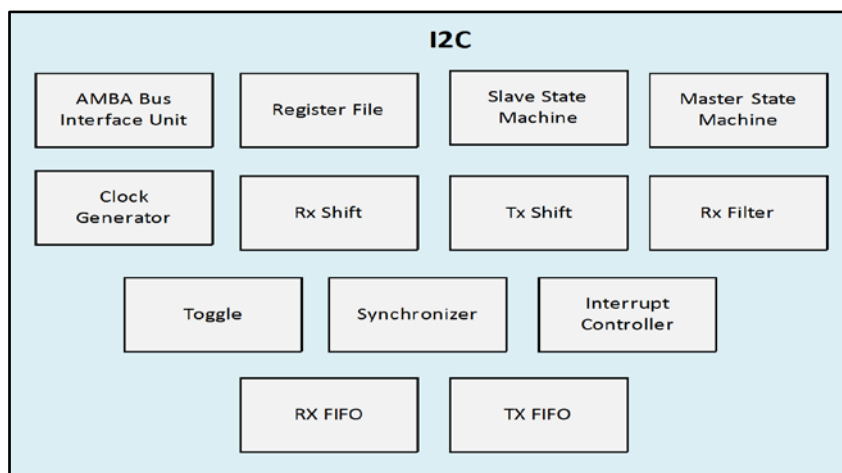 I2C
AMBA Bus
Interface Unit
Register File
Slave State
Machine
Master State
Machine
Clock
Generator
Rx Shift
Tx Shift
Rx Filter
Toggle
Synchronizer
Interrupt
Controller
RX FIFO
TX FIFO